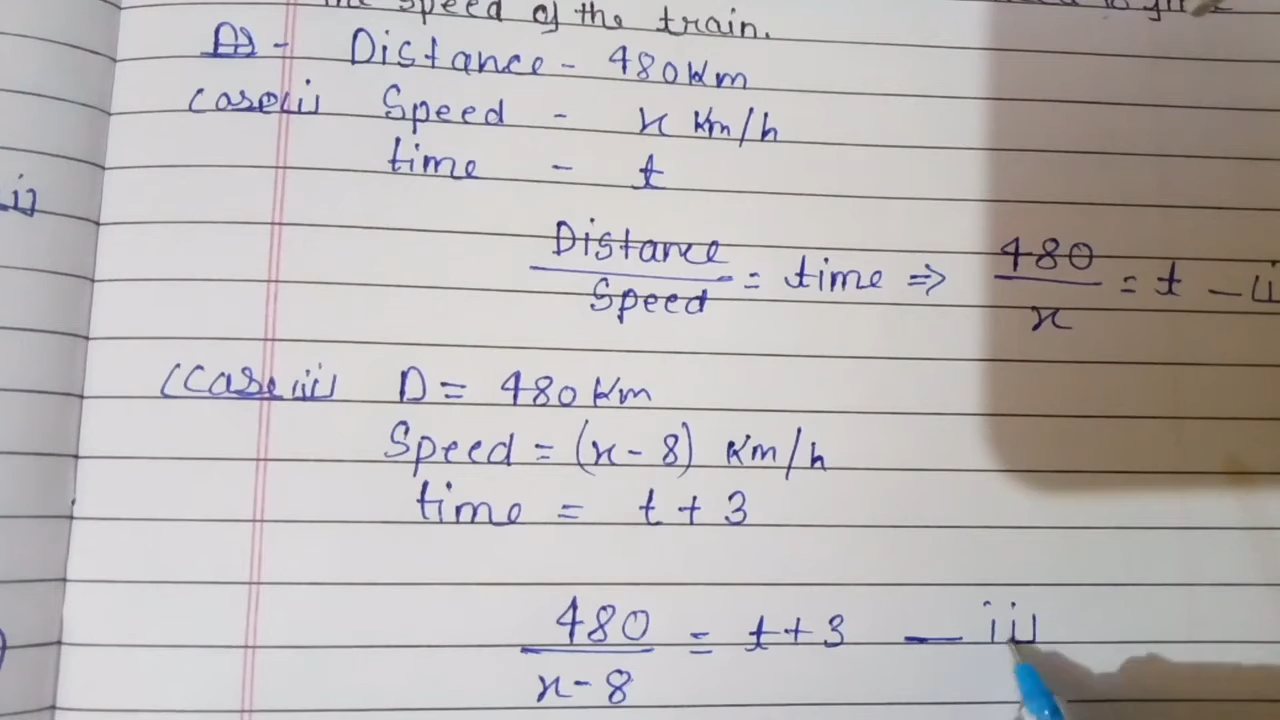 the speed of the train.
A) - Distance - 480 Km
Case(i) Speed - x Km/h
time - t
i)
Distance/Speed = time ⇒ 480/x = t - (i
(Case ii) D = 480 Km
Speed = (x - 8) Km/h
time = t + 3
480/x - 8 = t + 3 — ii)